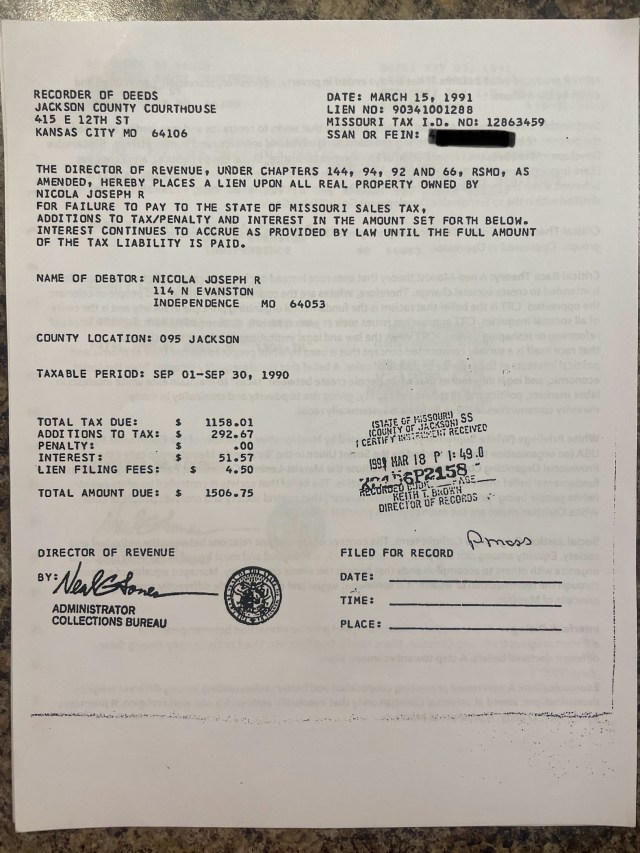 RECORDER OF DEEDS
JACKSON COUNTY COURTHOUSE
415 E 12TH ST
KANSAS CITY MO 64106
DATE: MARCH 15, 1991
LIEN NO: 90341001288
MISSOURI TAX I.D. NO: 12863459
SSAN OR FEIN:
THE DIRECTOR OF REVENUE, UNDER CHAPTERS 144, 94, 92 AND 66, RSMO, AS
AMENDED, HEREBY PLACES A LIEN UPON ALL REAL PROPERTY OWNED BY
NICOLA JOSEPH R
FOR FAILURE TO PAY TO THE STATE OF MISSOURI SALES TAX,
ADDITIONS TO TAX/PENALTY AND INTEREST IN THE AMOUNT SET FORTH BELOW.
INTEREST CONTINUES TO ACCRUE AS PROVIDED BY LAW UNTIL THE FULL AMOUNT
OF THE TAX LIABILITY IS PAID.
NAME OF DEBTOR: NICOLA JOSEPH R
114 N EVANSTON
INDEPENDENCE MO 64053
COUNTY LOCATION: 095 JACKSON
TAXABLE PERIOD: SEP 01-SEP 30, 1990
TOTAL TAX DUE: $ 1158.01
ADDITIONS TO TAX: $ 292.67
PENALTY: $ .00
INTEREST: $ 51.57
LIEN FILING FEES: $ 4.50
TOTAL AMOUNT DUE: $ 1506.75
(STATE OF MISSOURI)
(COUNTY OF JACKSON) SS
I CERTIFY INSTRUMENT RECEIVED
1991 MAR 18 P 1:49.0
RECORDED BOOK PAGE
KEITH T. BROWN
DIRECTOR OF RECORDS
DIRECTOR OF REVENUE
BY:
ADMINISTRATOR
COLLECTIONS BUREAU
FILED FOR RECORD
DATE:
TIME:
PLACE: